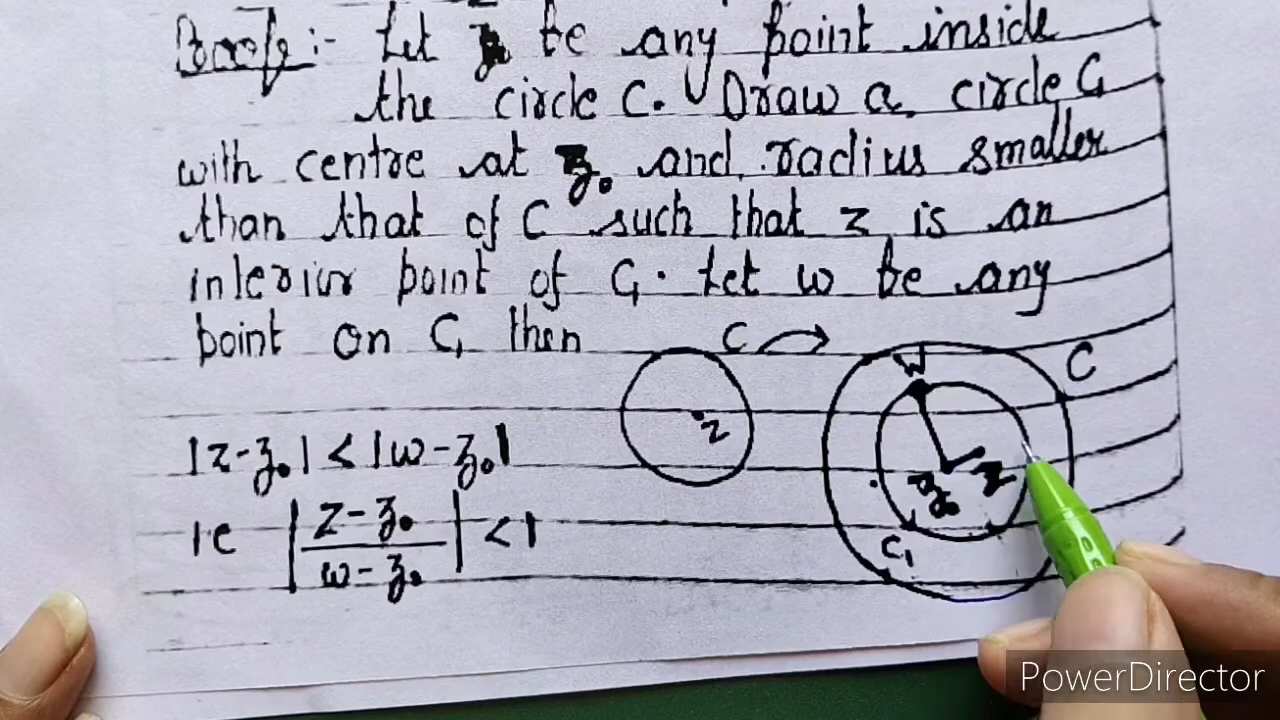 Proof:- Let z be any point inside
the circle C. Draw a circle C₁
with centre at z₀ and radius smaller
than that of C such that z is an
interior point of C₁. Let w be any
point on C₁ then
C
W
C
z
z₀
z
C₁
|z-z₀| < |w-z₀|
ie |z-z₀ / w-z₀| < 1
PowerDirector